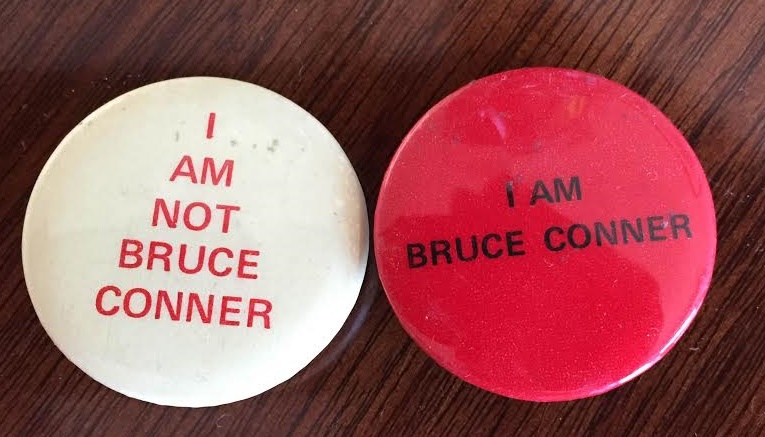 I
AM
NOT
BRUCE
CONNER
I AM
BRUCE CONNER